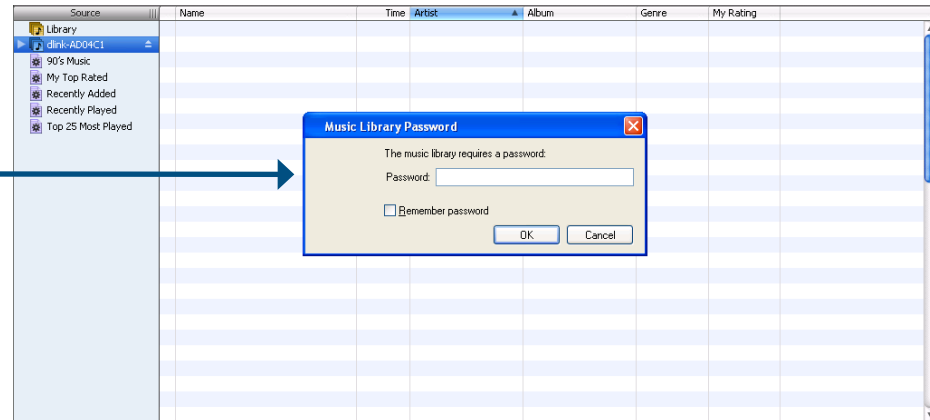 Source Name Time Artist Album Genre My Rating
Library
dlink-AD04C1
90's Music
My Top Rated
Recently Added
Recently Played
Top 25 Most Played
Music Library Password
The music library requires a password:
Password:
Remember password
OK Cancel